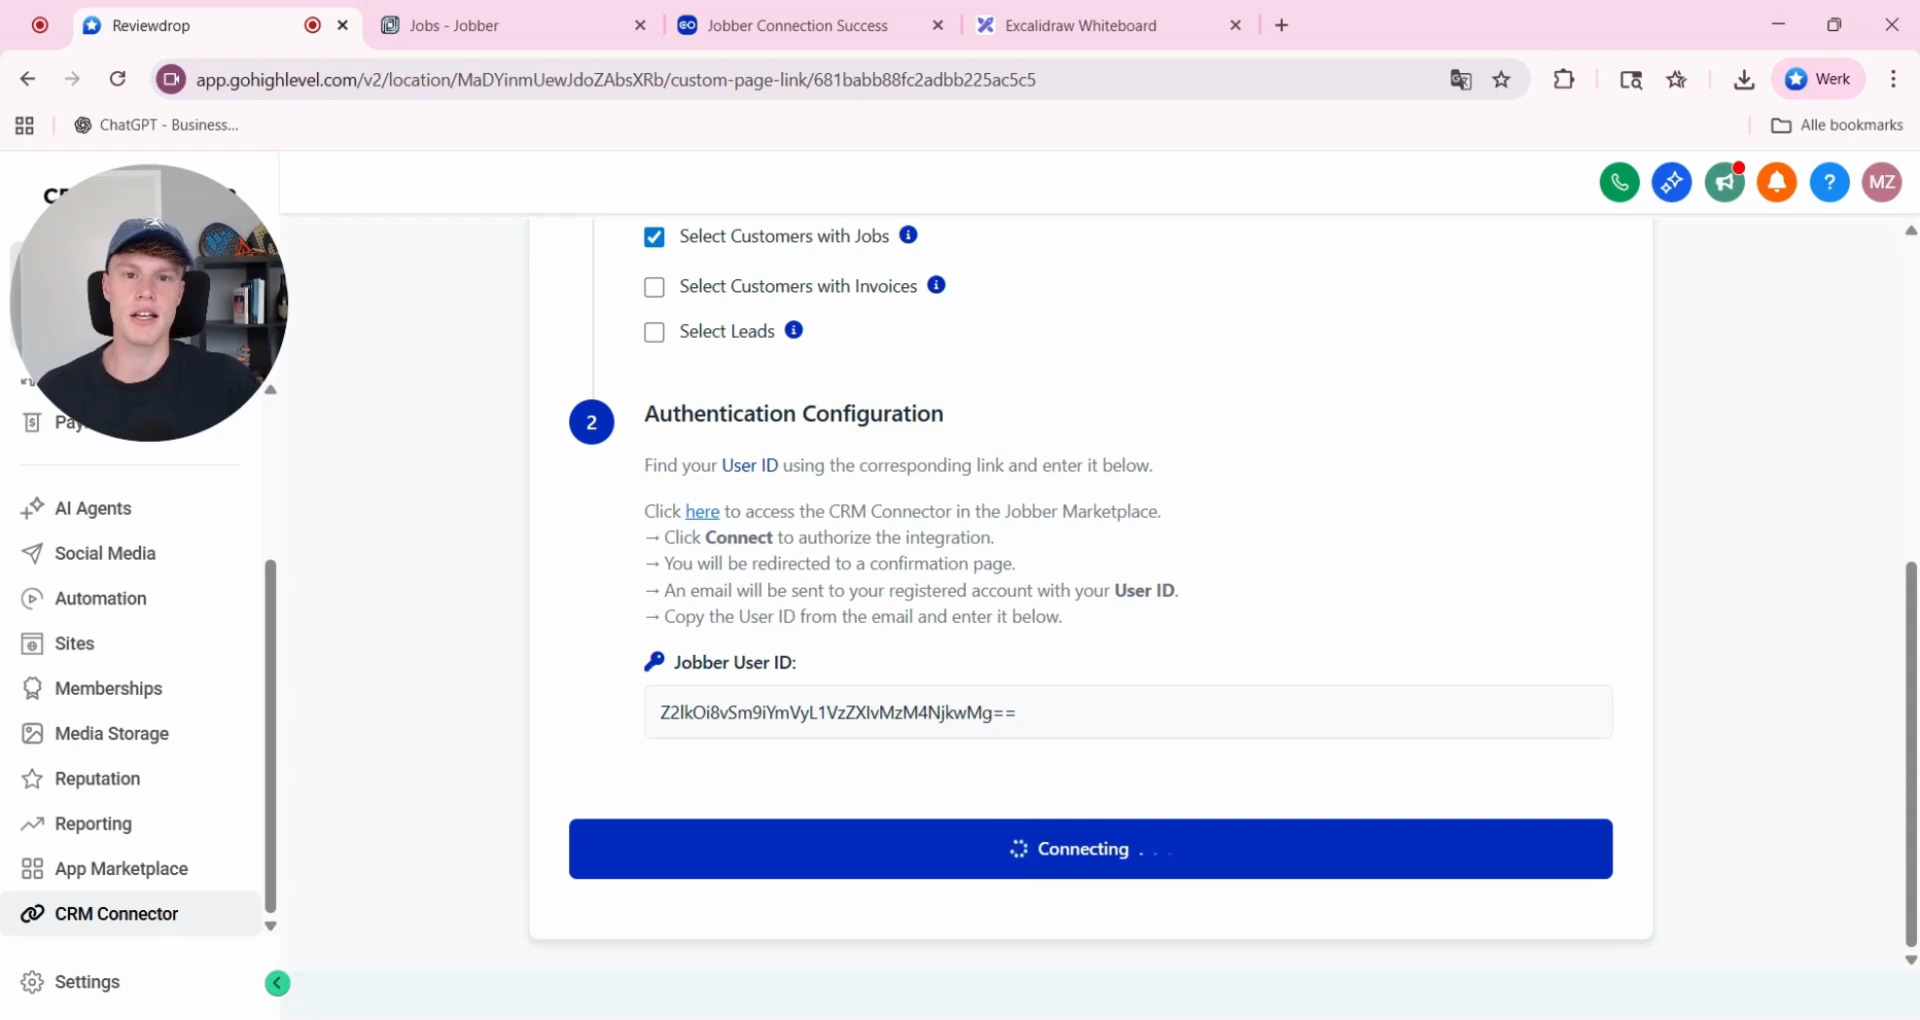 Reviewdrop
Jobs - Jobber
Jobber Connection Success
Excalidraw Whiteboard
app.gohighlevel.com/v2/location/MaDYinmUewJdoZAbsXRb/custom-page-link/681babb88fc2adbb225ac5c5
Werk
ChatGPT - Business...
Alle bookmarks
MZ
Select Customers with Jobs
Select Customers with Invoices
Select Leads
2
Authentication Configuration
Find your User ID using the corresponding link and enter it below.
Click here to access the CRM Connector in the Jobber Marketplace.
→ Click Connect to authorize the integration.
→ You will be redirected to a confirmation page.
→ An email will be sent to your registered account with your User ID.
→ Copy the User ID from the email and enter it below.
Jobber User ID:
Z2lkOi8vSm9iYmVyL1VzZXIvMzM4NjkwMg==
Connecting . . .
AI Agents
Social Media
Automation
Sites
Memberships
Media Storage
Reputation
Reporting
App Marketplace
CRM Connector
Settings